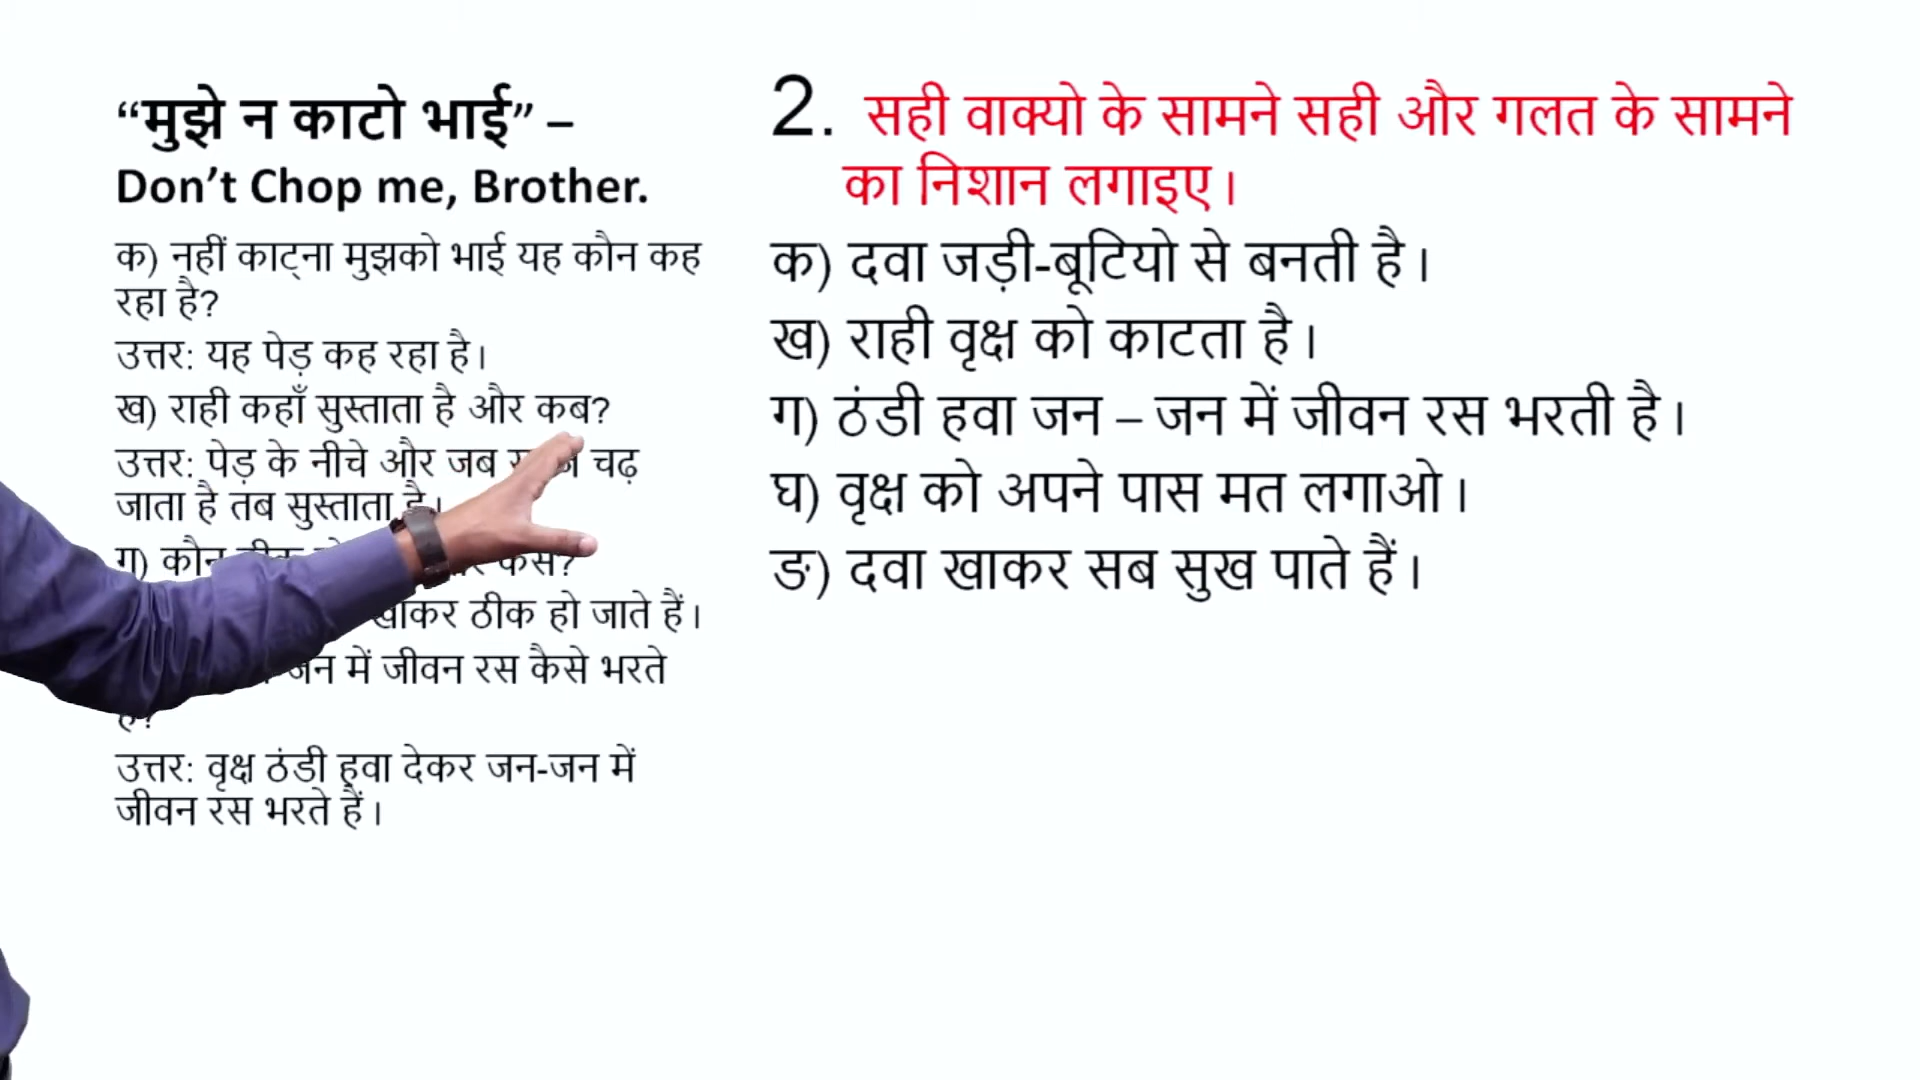 “मुझे न काटो भाई” –
Don’t Chop me, Brother.
क) नहीं काट्ना मुझको भाई यह कौन कह
रहा है?
उत्तर: यह पेड़ कह रहा है।
ख) राही कहाँ सुस्ताता है और कब?
उत्तर: पेड़ के नीचे और जब चढ़
जाता है तब सुस्ताता है।
ग) कौन
खाकर ठीक हो जाते हैं।
में जीवन रस कैसे भरते
उत्तर: वृक्ष ठंडी हवा देकर जन-जन में
जीवन रस भरते हैं।
2. सही वाक्यो के सामने सही और गलत के सामने
का निशान लगाइए।
क) दवा जड़ी-बूटियो से बनती है।
ख) राही वृक्ष को काटता है।
ग) ठंडी हवा जन – जन में जीवन रस भरती है।
घ) वृक्ष को अपने पास मत लगाओ।
ङ) दवा खाकर सब सुख पाते हैं।